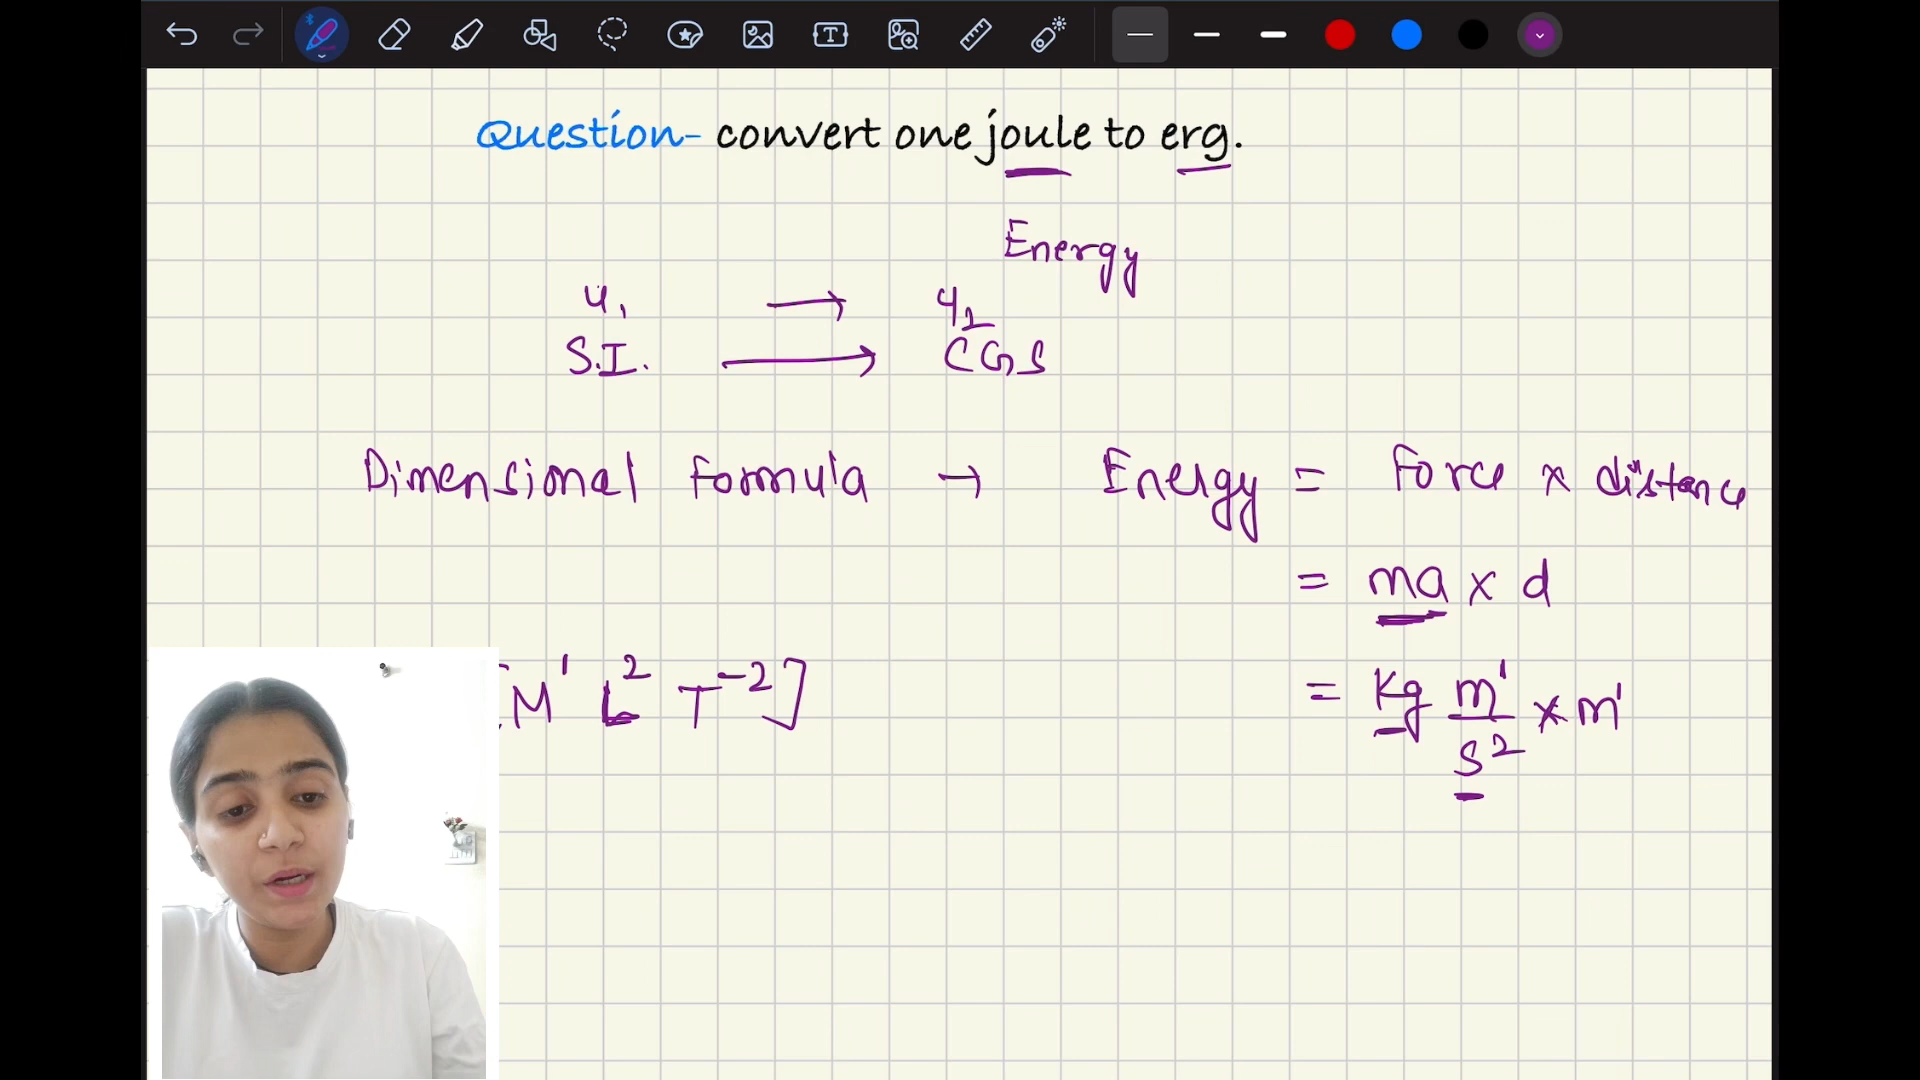 Question- convert one joule to erg.
Energy
u₁ → u₂
S.I. → CGS
Dimensional formula → Energy = Force × distance
= ma × d
[M¹ L² T⁻²]
= Kg m¹/s² × m¹